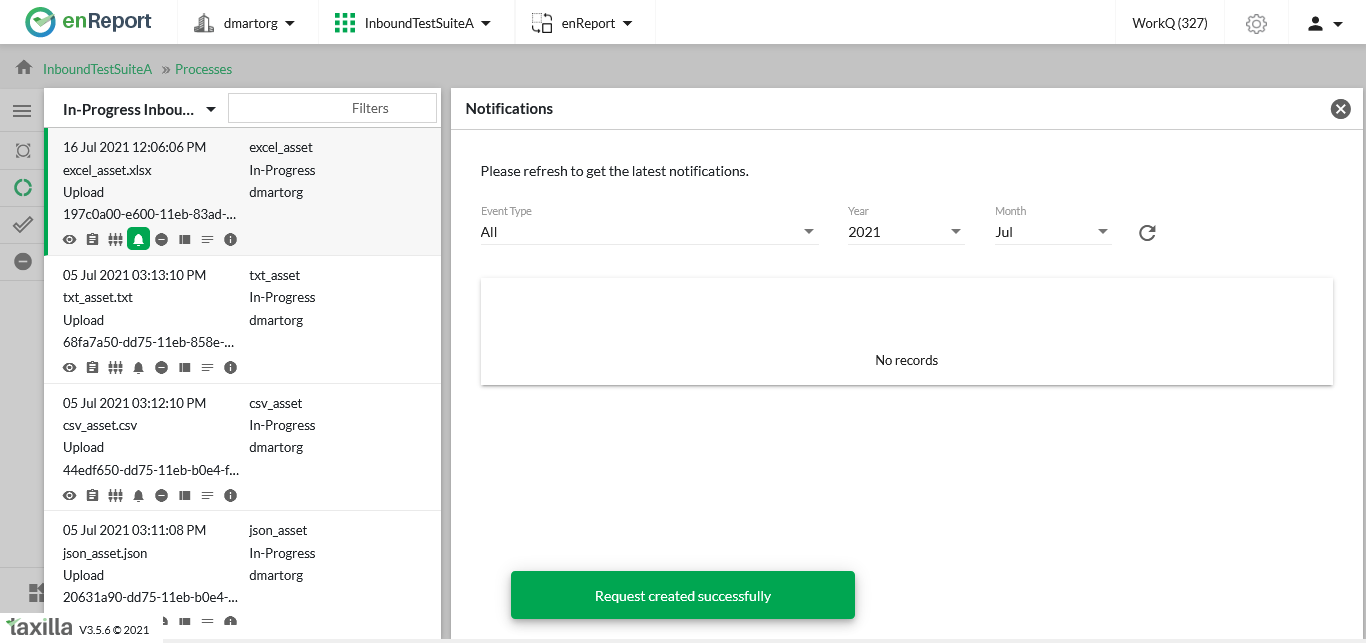 enReport
dmartorg
InboundTestSuiteA
enReport
WorkQ (327)
InboundTestSuiteA » Processes
In-Progress Inbou...
Filters
16 Jul 2021 12:06:06 PM
excel_asset
excel_asset.xlsx
In-Progress
Upload
dmartorg
197c0a00-e600-11eb-83ad-...
05 Jul 2021 03:13:10 PM
txt_asset
txt_asset.txt
In-Progress
Upload
dmartorg
68fa7a50-dd75-11eb-858e-...
05 Jul 2021 03:12:10 PM
csv_asset
csv_asset.csv
In-Progress
Upload
dmartorg
44edf650-dd75-11eb-b0e4-f...
05 Jul 2021 03:11:08 PM
json_asset
json_asset.json
In-Progress
Upload
dmartorg
20631a90-dd75-11eb-b0e4-...
taxilla V3.5.6 © 2021
Notifications
Please refresh to get the latest notifications.
Event Type
All
Year
2021
Month
Jul
No records
Request created successfully